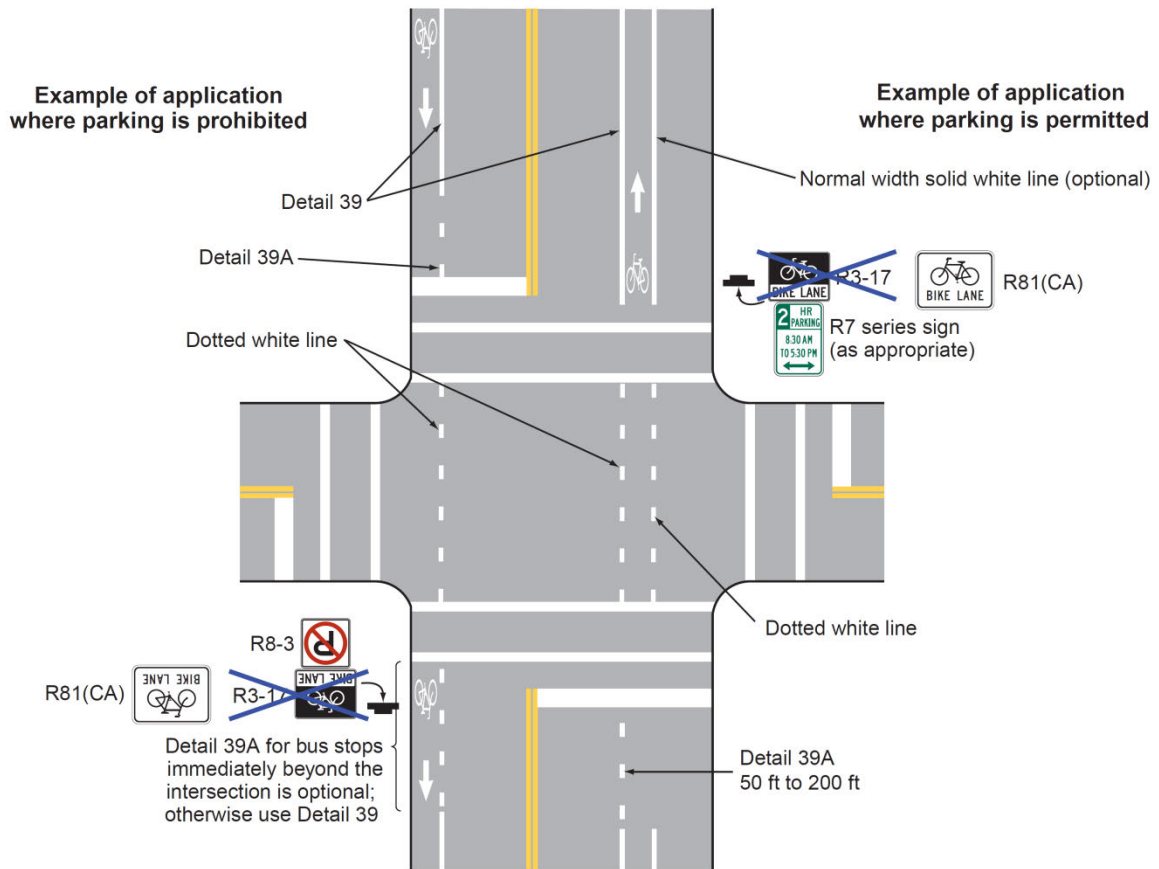 Example of application
where parking is prohibited
Example of application
where parking is permitted
Detail 39
Normal width solid white line (optional)
Detail 39A
R3-17
BIKE LANE
BIKE LANE
R81(CA)
2 HR
PARKING
8:30 AM
TO 5:30 PM
R7 series sign
(as appropriate)
Dotted white line
Dotted white line
R8-3
P
R81(CA)
BIKE LANE
R3-17
BIKE LANE
Detail 39A for bus stops
immediately beyond the
intersection is optional;
otherwise use Detail 39
Detail 39A
50 ft to 200 ft